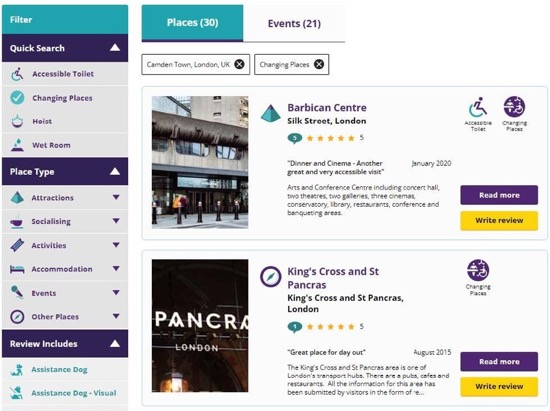 Filter
Quick Search
Accessible Toilet
Changing Places
Hoist
Wet Room
Place Type
Attractions
Socialising
Activities
Accommodation
Events
Other Places
Review Includes
Assistance Dog
Assistance Dog - Visual
Places (30)
Events (21)
Camden Town, London, UK
Changing Places
Barbican Centre
Silk Street, London
5
5
Accessible
Toilet
Changing
Places
"Dinner and Cinema - Another
great and very accessible visit"
January 2020
Arts and Conference Centre including concert hall,
two theatres, two galleries, three cinemas,
conservatory, library, restaurants, conference and
banqueting areas.
Read more
Write review
PANCRA
LONDON
King's Cross and St
Pancras
King's Cross and St Pancras,
London
1
5
Changing
Places
"Great place for day out"
August 2015
The King's Cross and St Pancras area is one of
London's transport hubs. There are a pubs, cafes and
restaurants. All the information for this area has
been submitted by visitors in the form of re...
Read more
Write review